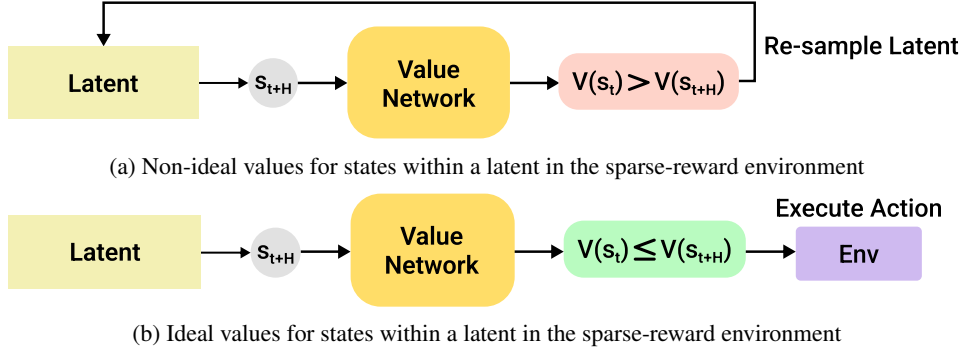 Re-sample Latent
Latent
s_{t+H}
Value
Network
V(s_t) > V(s_{t+H})
(a) Non-ideal values for states within a latent in the sparse-reward environment
Execute Action
Latent
s_{t+H}
Value
Network
V(s_t) ≤ V(s_{t+H})
Env
(b) Ideal values for states within a latent in the sparse-reward environment